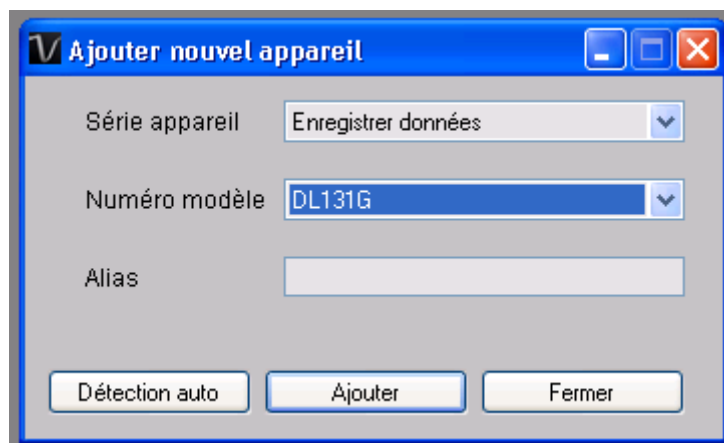 Ajouter nouvel appareil
Série appareil Enregistrer données
Numéro modèle DL131G
Alias
Détection auto Ajouter Fermer